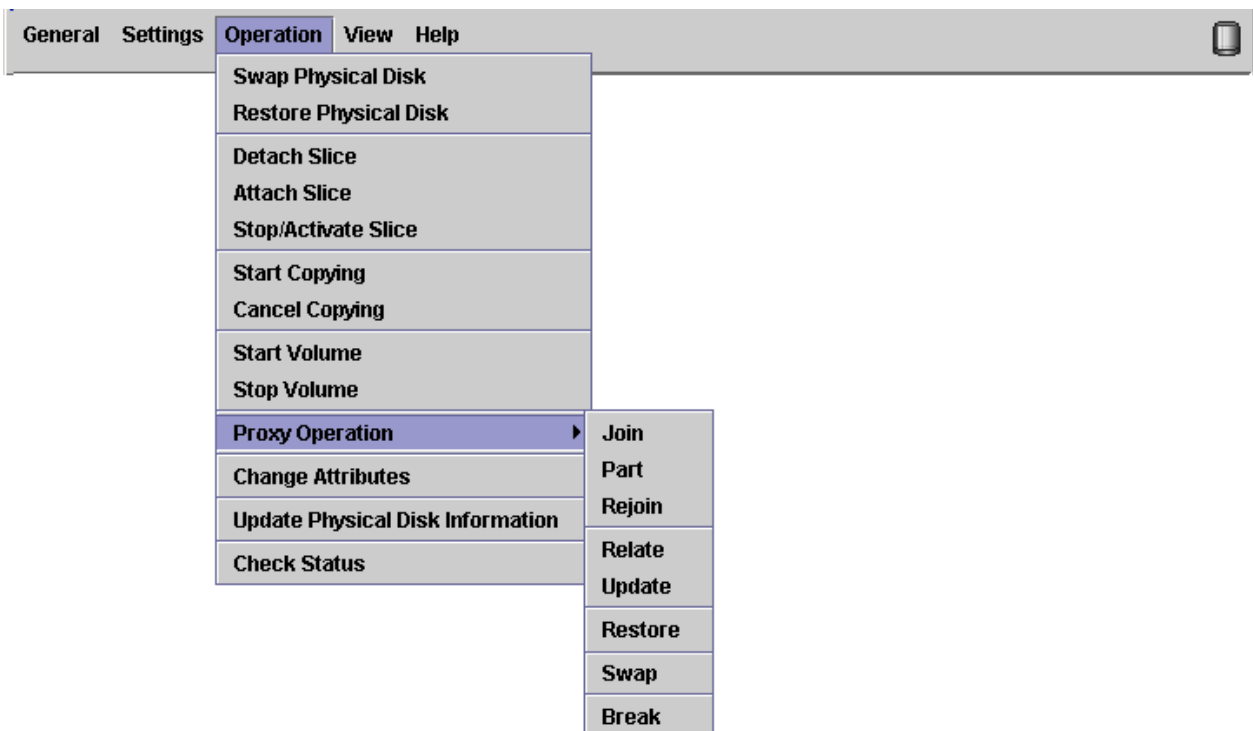 General Settings Operation View Help
Swap Physical Disk
Restore Physical Disk
Detach Slice
Attach Slice
Stop/Activate Slice
Start Copying
Cancel Copying
Start Volume
Stop Volume
Proxy Operation
Change Attributes
Update Physical Disk Information
Check Status
Join
Part
Rejoin
Relate
Update
Restore
Swap
Break